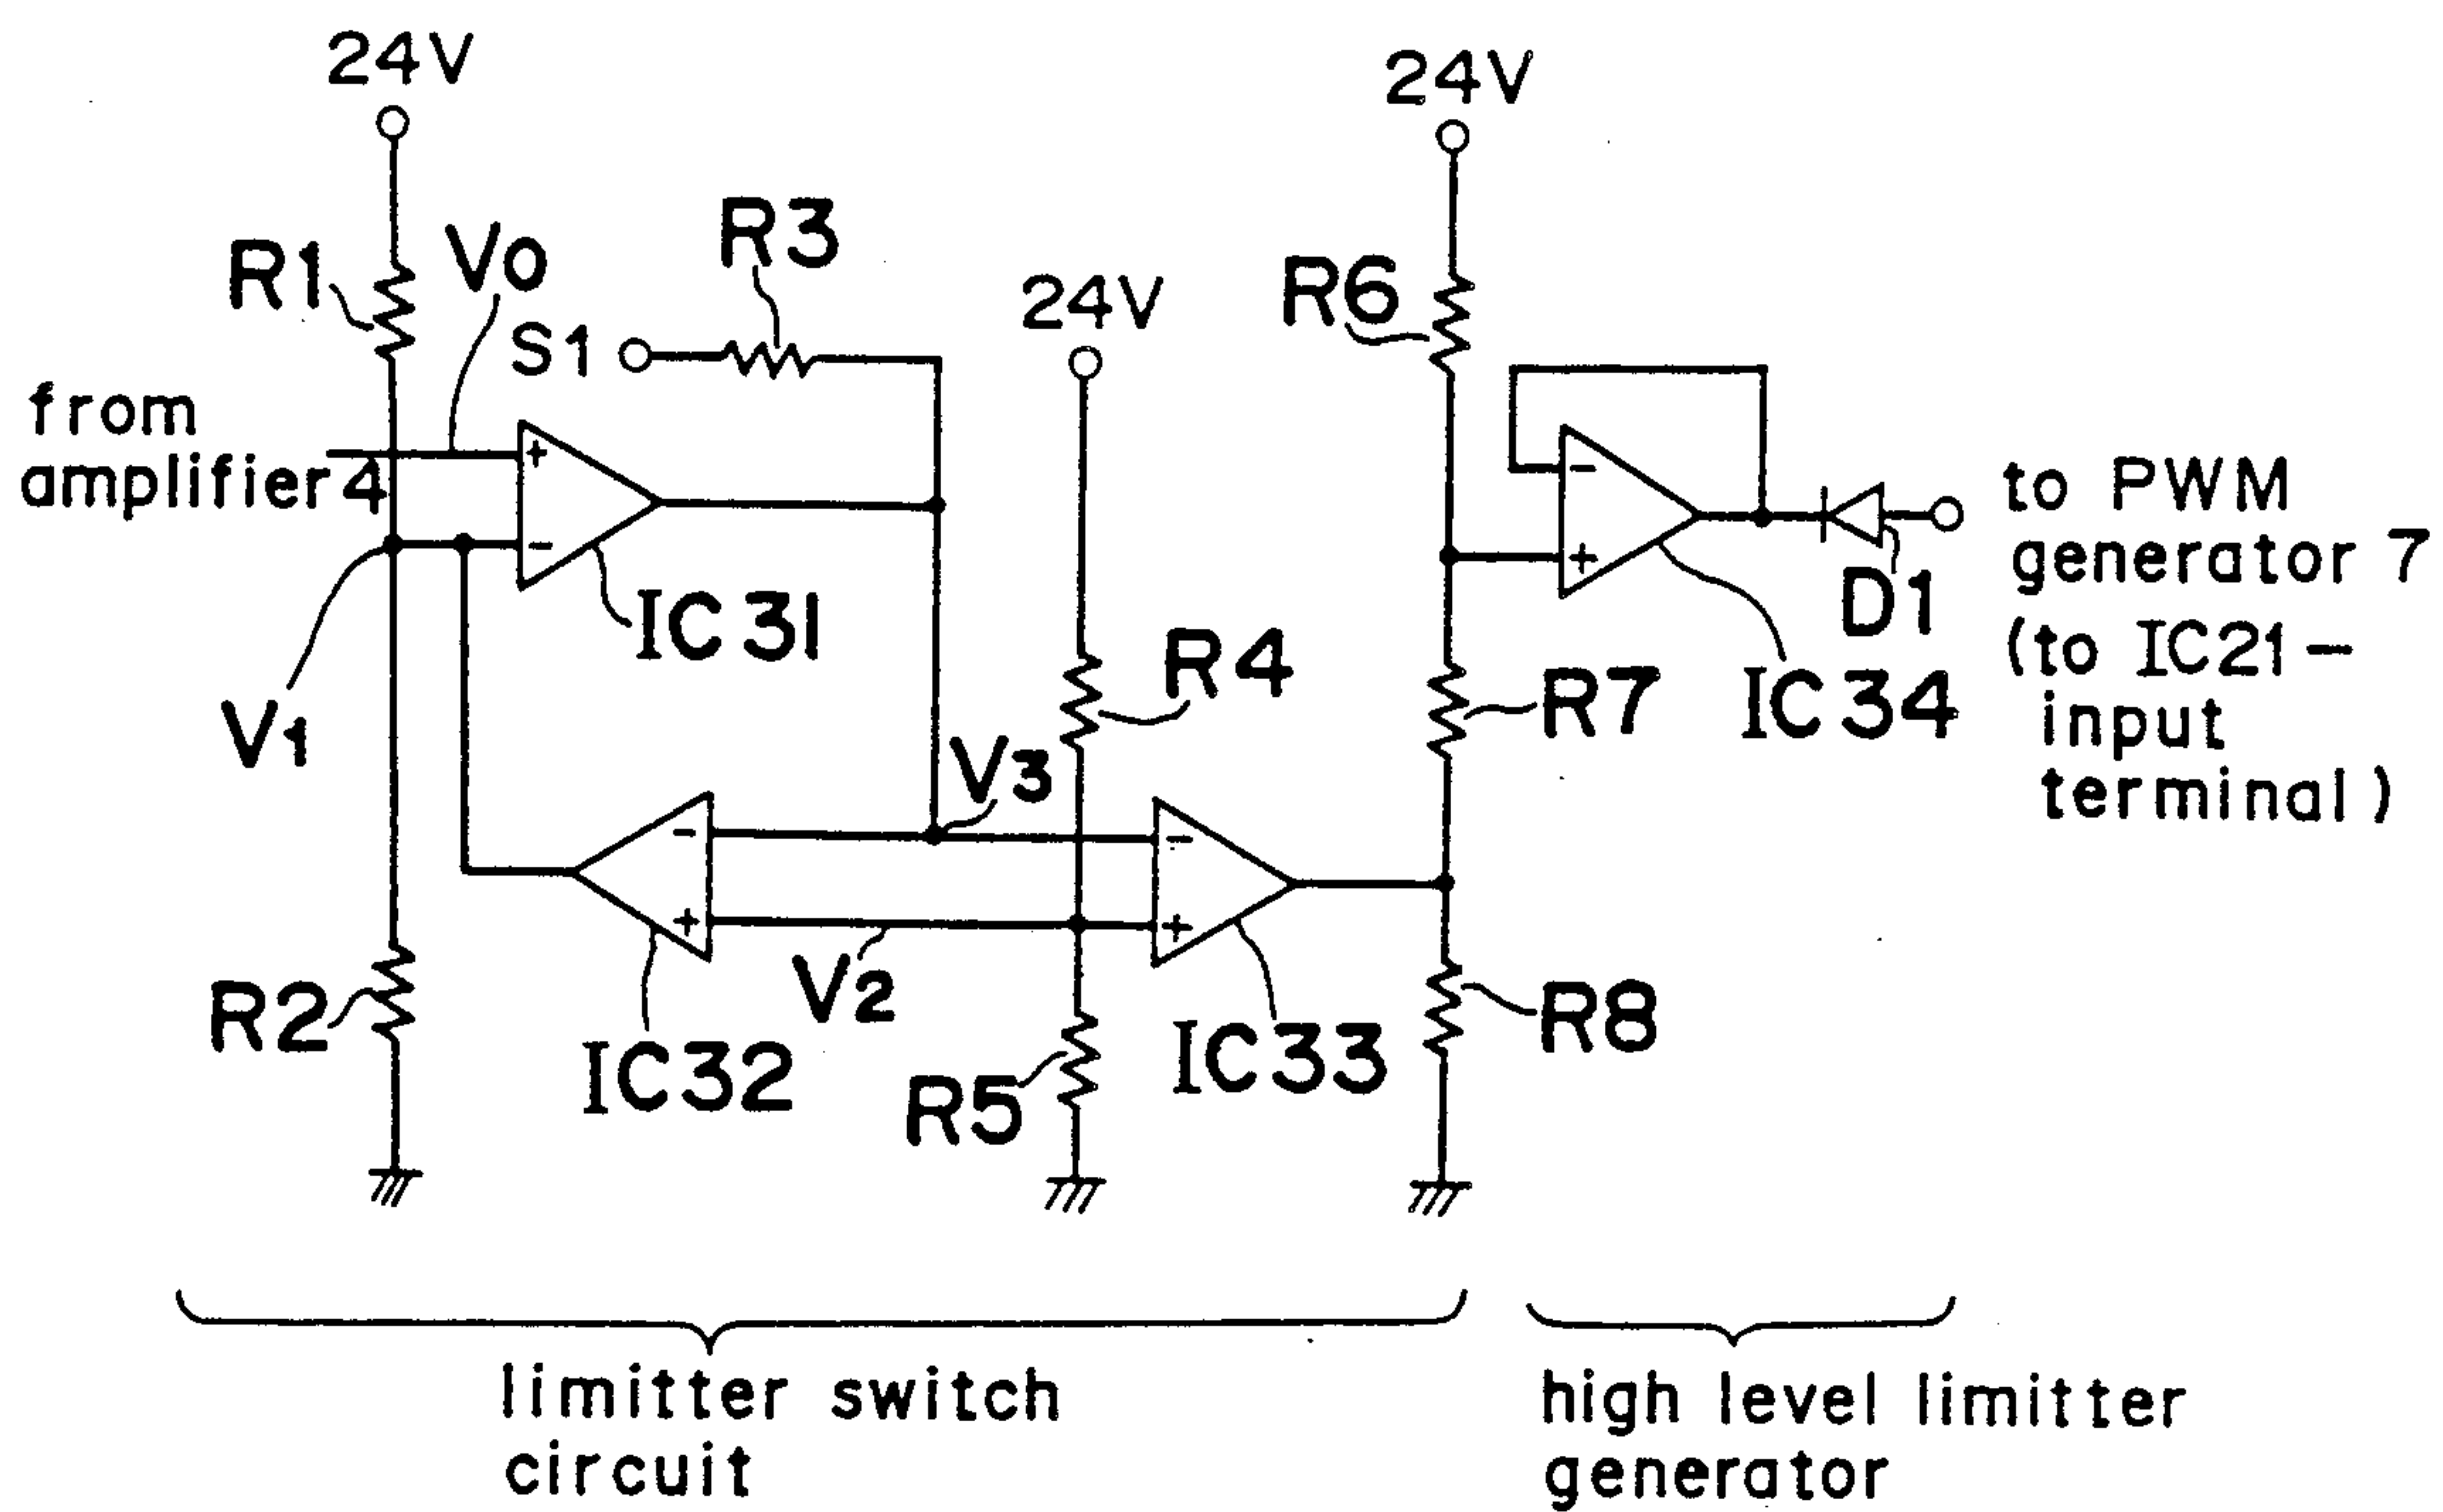 24V
24V
R1
V0
R3
S1
24V
R6
from
amplifier4
+
-
-
+
to PWM
generator 7
(to IC21-
input
terminal)
D1
IC31
R4
R7
IC34
V1
V3
-
-
+
+
V2
R2
R8
IC32
R5
IC33
limitter switch
circuit
high level limitter
generator